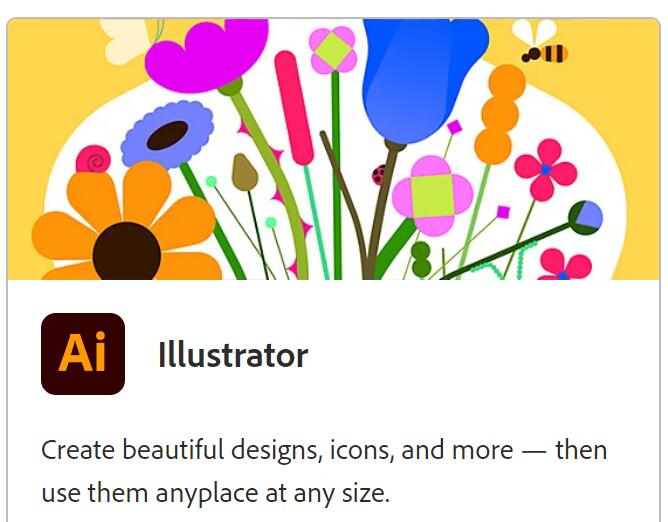 Ai
Illustrator
Create beautiful designs, icons, and more — then
use them anyplace at any size.